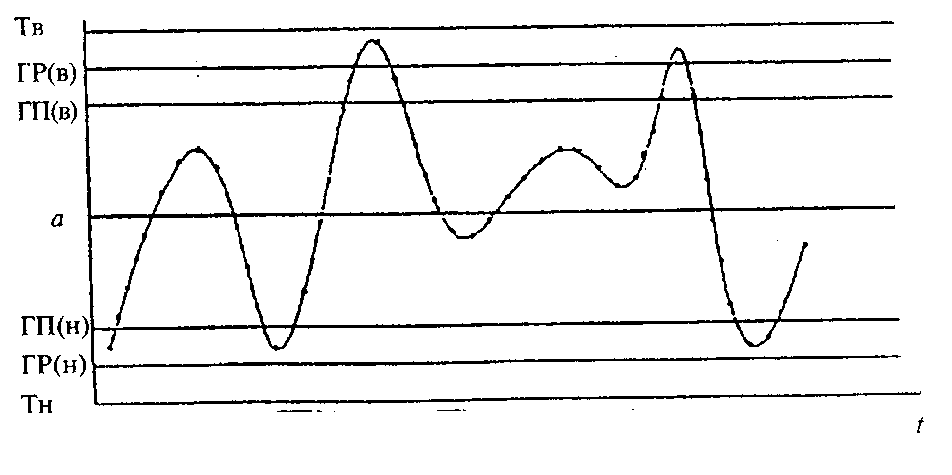 Тв
ГР(в)
ГП(в)
a
ГП(н)
ГР(н)
Тн
t